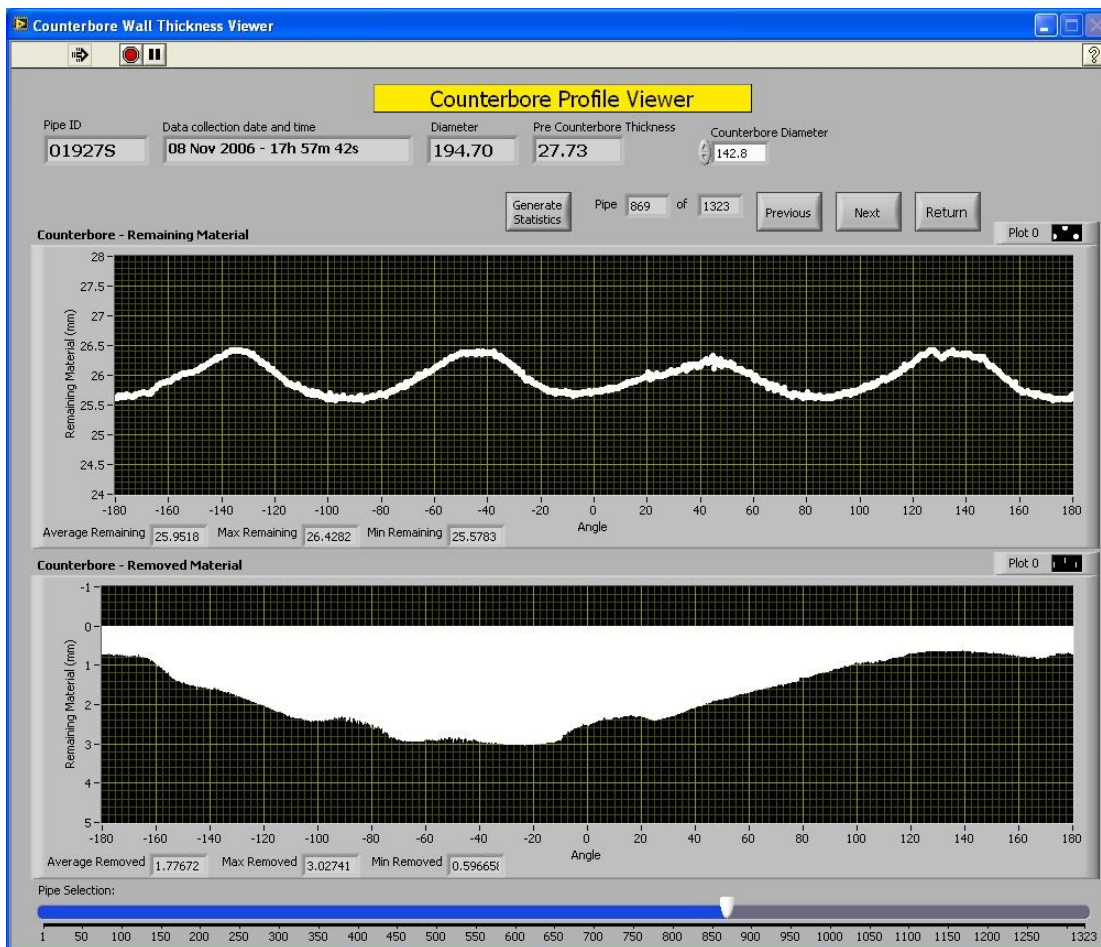 Counterbore Wall Thickness Viewer
?
Counterbore Profile Viewer
Pipe ID Data collection date and time Diameter Pre Counterbore Thickness Counterbore Diameter
01927S 08 Nov 2006 - 17h 57m 42s 194.70 27.73 142.8
Generate Statistics Pipe 869 of 1323 Previous Next Return
Counterbore - Remaining Material Plot 0
Remaining Material (mm)
28
27.5
27
26.5
26
25.5
25
24.5
24
-180 -160 -140 -120 -100 -80 -60 -40 -20 0 20 40 60 80 100 120 140 160 180
Angle
Average Remaining 25.9518 Max Remaining 26.4282 Min Remaining 25.5783
Counterbore - Removed Material Plot 0
Remaining Material (mm)
-1
0
1
2
3
4
5
-180 -160 -140 -120 -100 -80 -60 -40 -20 0 20 40 60 80 100 120 140 160 180
Angle
Average Removed 1.77672 Max Removed 3.02741 Min Removed 0.596658
Pipe Selection:
1 50 100 150 200 250 300 350 400 450 500 550 600 650 700 750 800 850 900 950 1000 1050 1100 1150 1200 1250 1323